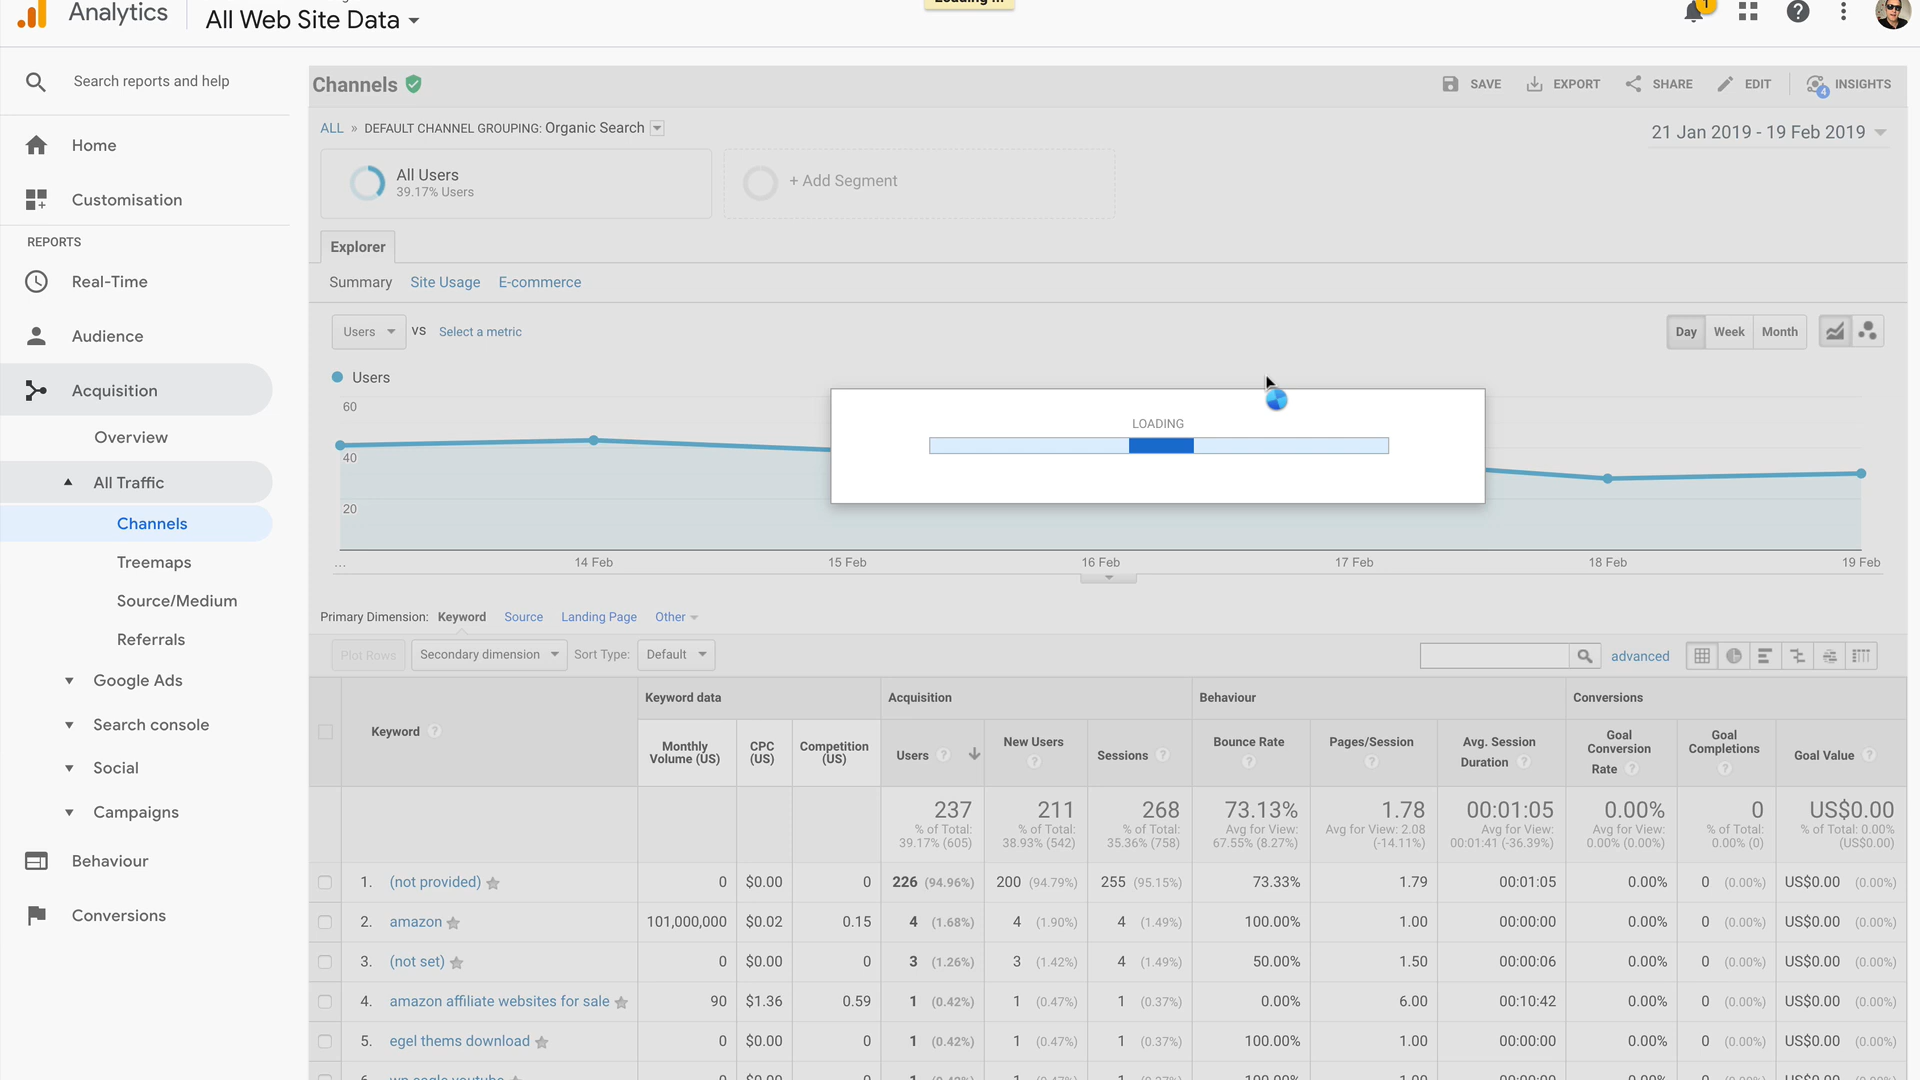 Analytics
All Web Site Data
Loading ...
1
Search reports and help
Home
Customisation
REPORTS
Real-Time
Audience
Acquisition
Overview
All Traffic
Channels
Treemaps
Source/Medium
Referrals
Google Ads
Search console
Social
Campaigns
Behaviour
Conversions
Channels
SAVE EXPORT SHARE EDIT 4 INSIGHTS
ALL » DEFAULT CHANNEL GROUPING: Organic Search
21 Jan 2019 - 19 Feb 2019
All Users
39.17% Users
+ Add Segment
Explorer
Summary Site Usage E-commerce
Users VS Select a metric
Day Week Month
Users
60
40
20
LOADING
... 14 Feb 15 Feb 16 Feb 17 Feb 18 Feb 19 Feb
Primary Dimension: Keyword Source Landing Page Other
Plot Rows Secondary dimension Sort Type: Default advanced
Keyword data Acquisition Behaviour Conversions
Keyword ? Monthly Volume (US) CPC (US) Competition (US) Users ? New Users ? Sessions ? Bounce Rate ? Pages/Session ? Avg. Session Duration ? Goal Conversion Rate ? Goal Completions ? Goal Value ?
237 211 268 73.13% 1.78 00:01:05 0.00% 0 US$0.00
% of Total: % of Total: % of Total: Avg for View: Avg for View: 2.08 Avg for View: Avg for View: % of Total: % of Total: 0.00%
39.17% (605) 38.93% (542) 35.36% (758) 67.55% (8.27%) (-14.11%) 00:01:41 (-36.39%) 0.00% (0.00%) 0.00% (0) (US$0.00)
1. (not provided) 0 $0.00 0 226 (94.96%) 200 (94.79%) 255 (95.15%) 73.33% 1.79 00:01:05 0.00% 0 (0.00%) US$0.00 (0.00%)
2. amazon 101,000,000 $0.02 0.15 4 (1.68%) 4 (1.90%) 4 (1.49%) 100.00% 1.00 00:00:00 0.00% 0 (0.00%) US$0.00 (0.00%)
3. (not set) 0 $0.00 0 3 (1.26%) 3 (1.42%) 4 (1.49%) 50.00% 1.50 00:00:06 0.00% 0 (0.00%) US$0.00 (0.00%)
4. amazon affiliate websites for sale 90 $1.36 0.59 1 (0.42%) 1 (0.47%) 1 (0.37%) 0.00% 6.00 00:10:42 0.00% 0 (0.00%) US$0.00 (0.00%)
5. egel thems download 0 $0.00 0 1 (0.42%) 1 (0.47%) 1 (0.37%) 100.00% 1.00 00:00:00 0.00% 0 (0.00%) US$0.00 (0.00%)